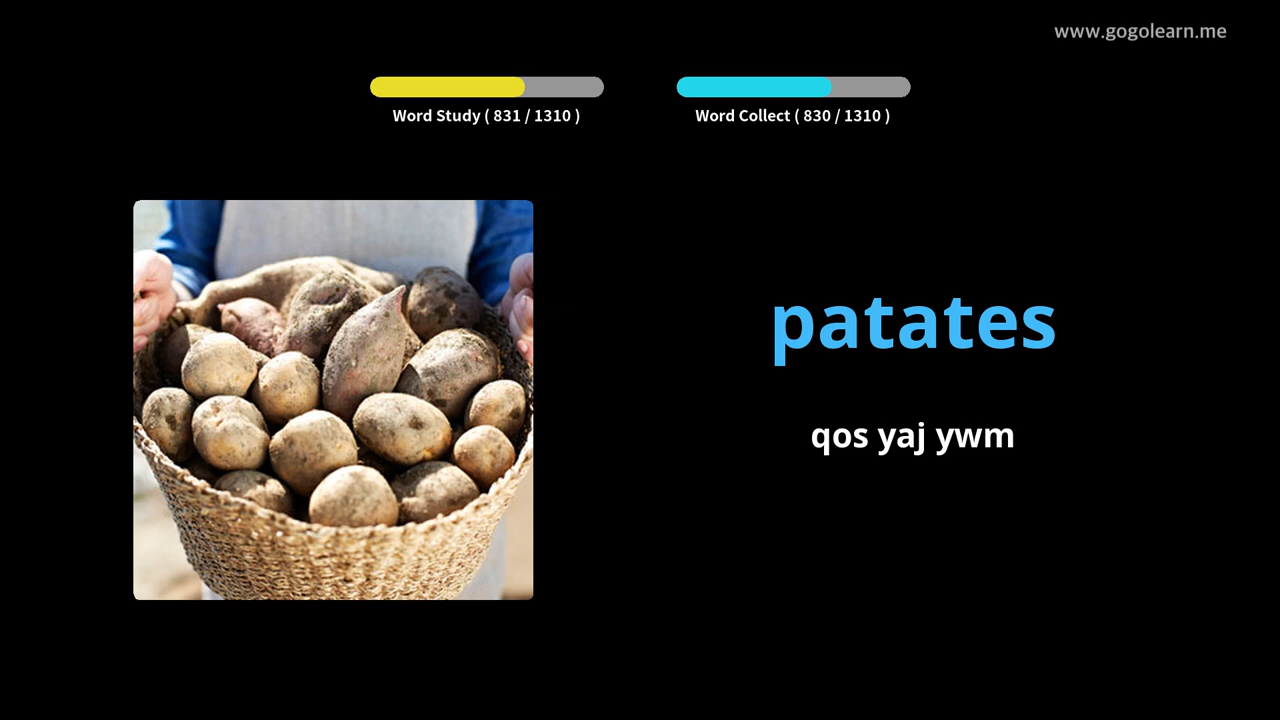 www.gogolearn.me
Word Study ( 831 / 1310 )
Word Collect ( 830 / 1310 )
patates
qos yaj ywm